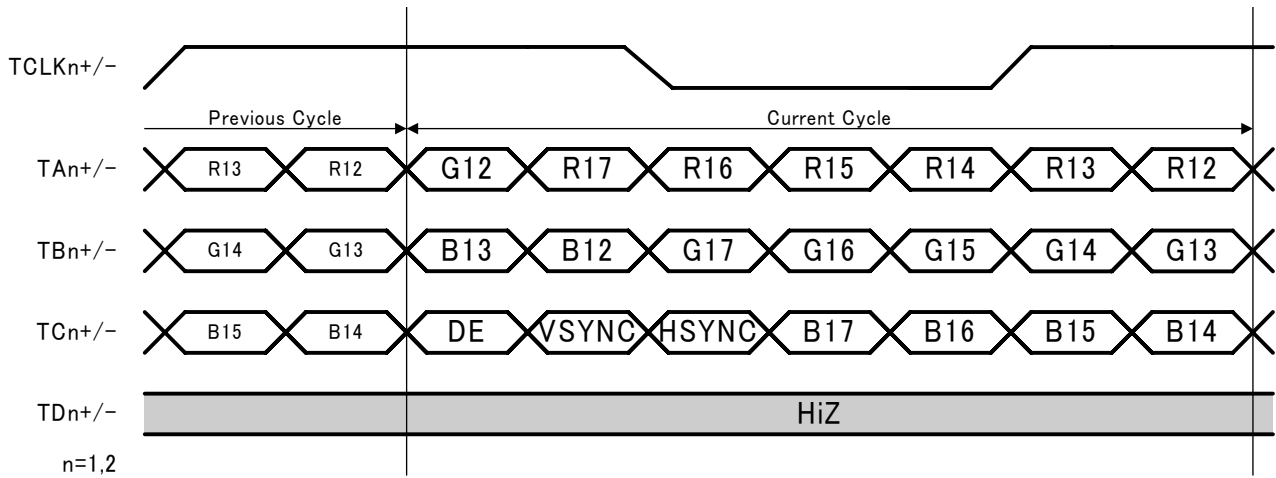 TCLKn+/-
Previous Cycle Current Cycle
TAn+/- R13 R12 G12 R17 R16 R15 R14 R13 R12
TBn+/- G14 G13 B13 B12 G17 G16 G15 G14 G13
TCn+/- B15 B14 DE VSYNC HSYNC B17 B16 B15 B14
TDn+/- HiZ
n=1,2